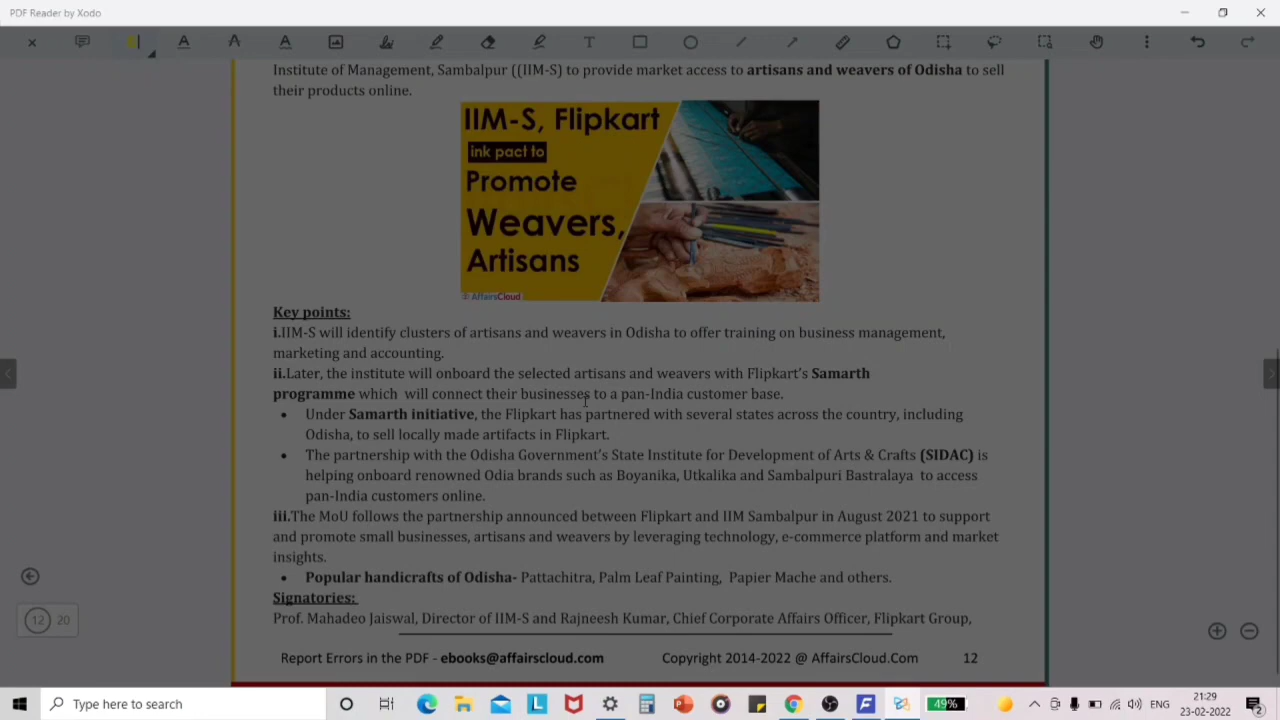 PDF Reader by Xodo
Institute of Management, Sambalpur ((IIM-S) to provide market access to artisans and weavers of Odisha to sell
their products online.
IIM-S, Flipkart
ink pact to
Promote
Weavers,
Artisans
© AffairsCloud
Key points:
i.IIM-S will identify clusters of artisans and weavers in Odisha to offer training on business management,
marketing and accounting.
ii.Later, the institute will onboard the selected artisans and weavers with Flipkart's Samarth
programme which will connect their businesses to a pan-India customer base.
• Under Samarth initiative, the Flipkart has partnered with several states across the country, including
Odisha, to sell locally made artifacts in Flipkart.
• The partnership with the Odisha Government's State Institute for Development of Arts & Crafts (SIDAC) is
helping onboard renowned Odia brands such as Boyanika, Utkalika and Sambalpuri Bastralaya to access
pan-India customers online.
iii.The MoU follows the partnership announced between Flipkart and IIM Sambalpur in August 2021 to support
and promote small businesses, artisans and weavers by leveraging technology, e-commerce platform and market
insights.
• Popular handicrafts of Odisha- Pattachitra, Palm Leaf Painting, Papier Mache and others.
Signatories:
Prof. Mahadeo Jaiswal, Director of IIM-S and Rajneesh Kumar, Chief Corporate Affairs Officer, Flipkart Group,
12 20
Report Errors in the PDF - ebooks@affairscloud.com Copyright 2014-2022 @ AffairsCloud.Com 12
Type here to search
49%
ENG
21:29
23-02-2022
2